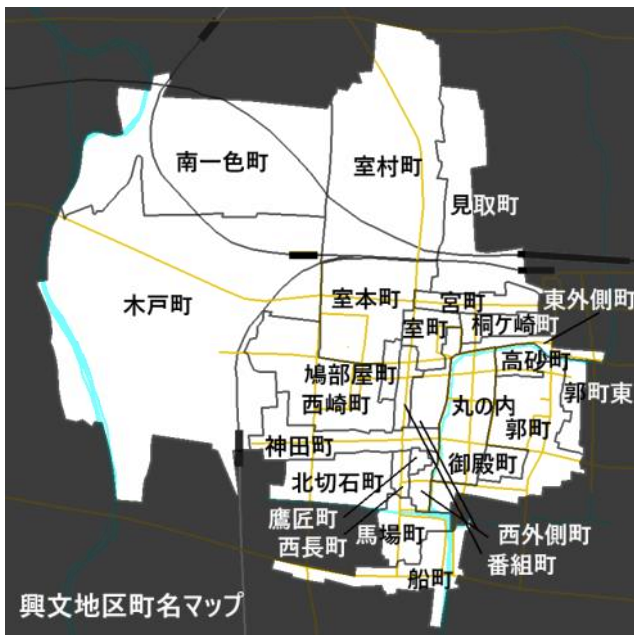 南一色町
室村町
見取町
木戸町
室本町
宮町
東外側町
室町
桐ケ崎町
高砂町
鳩部屋町
郭町東
西崎町
丸の内
郭町
神田町
御殿町
北切石町
鷹匠町
西長町
馬場町
西外側町
番組町
船町
興文地区町名マップ